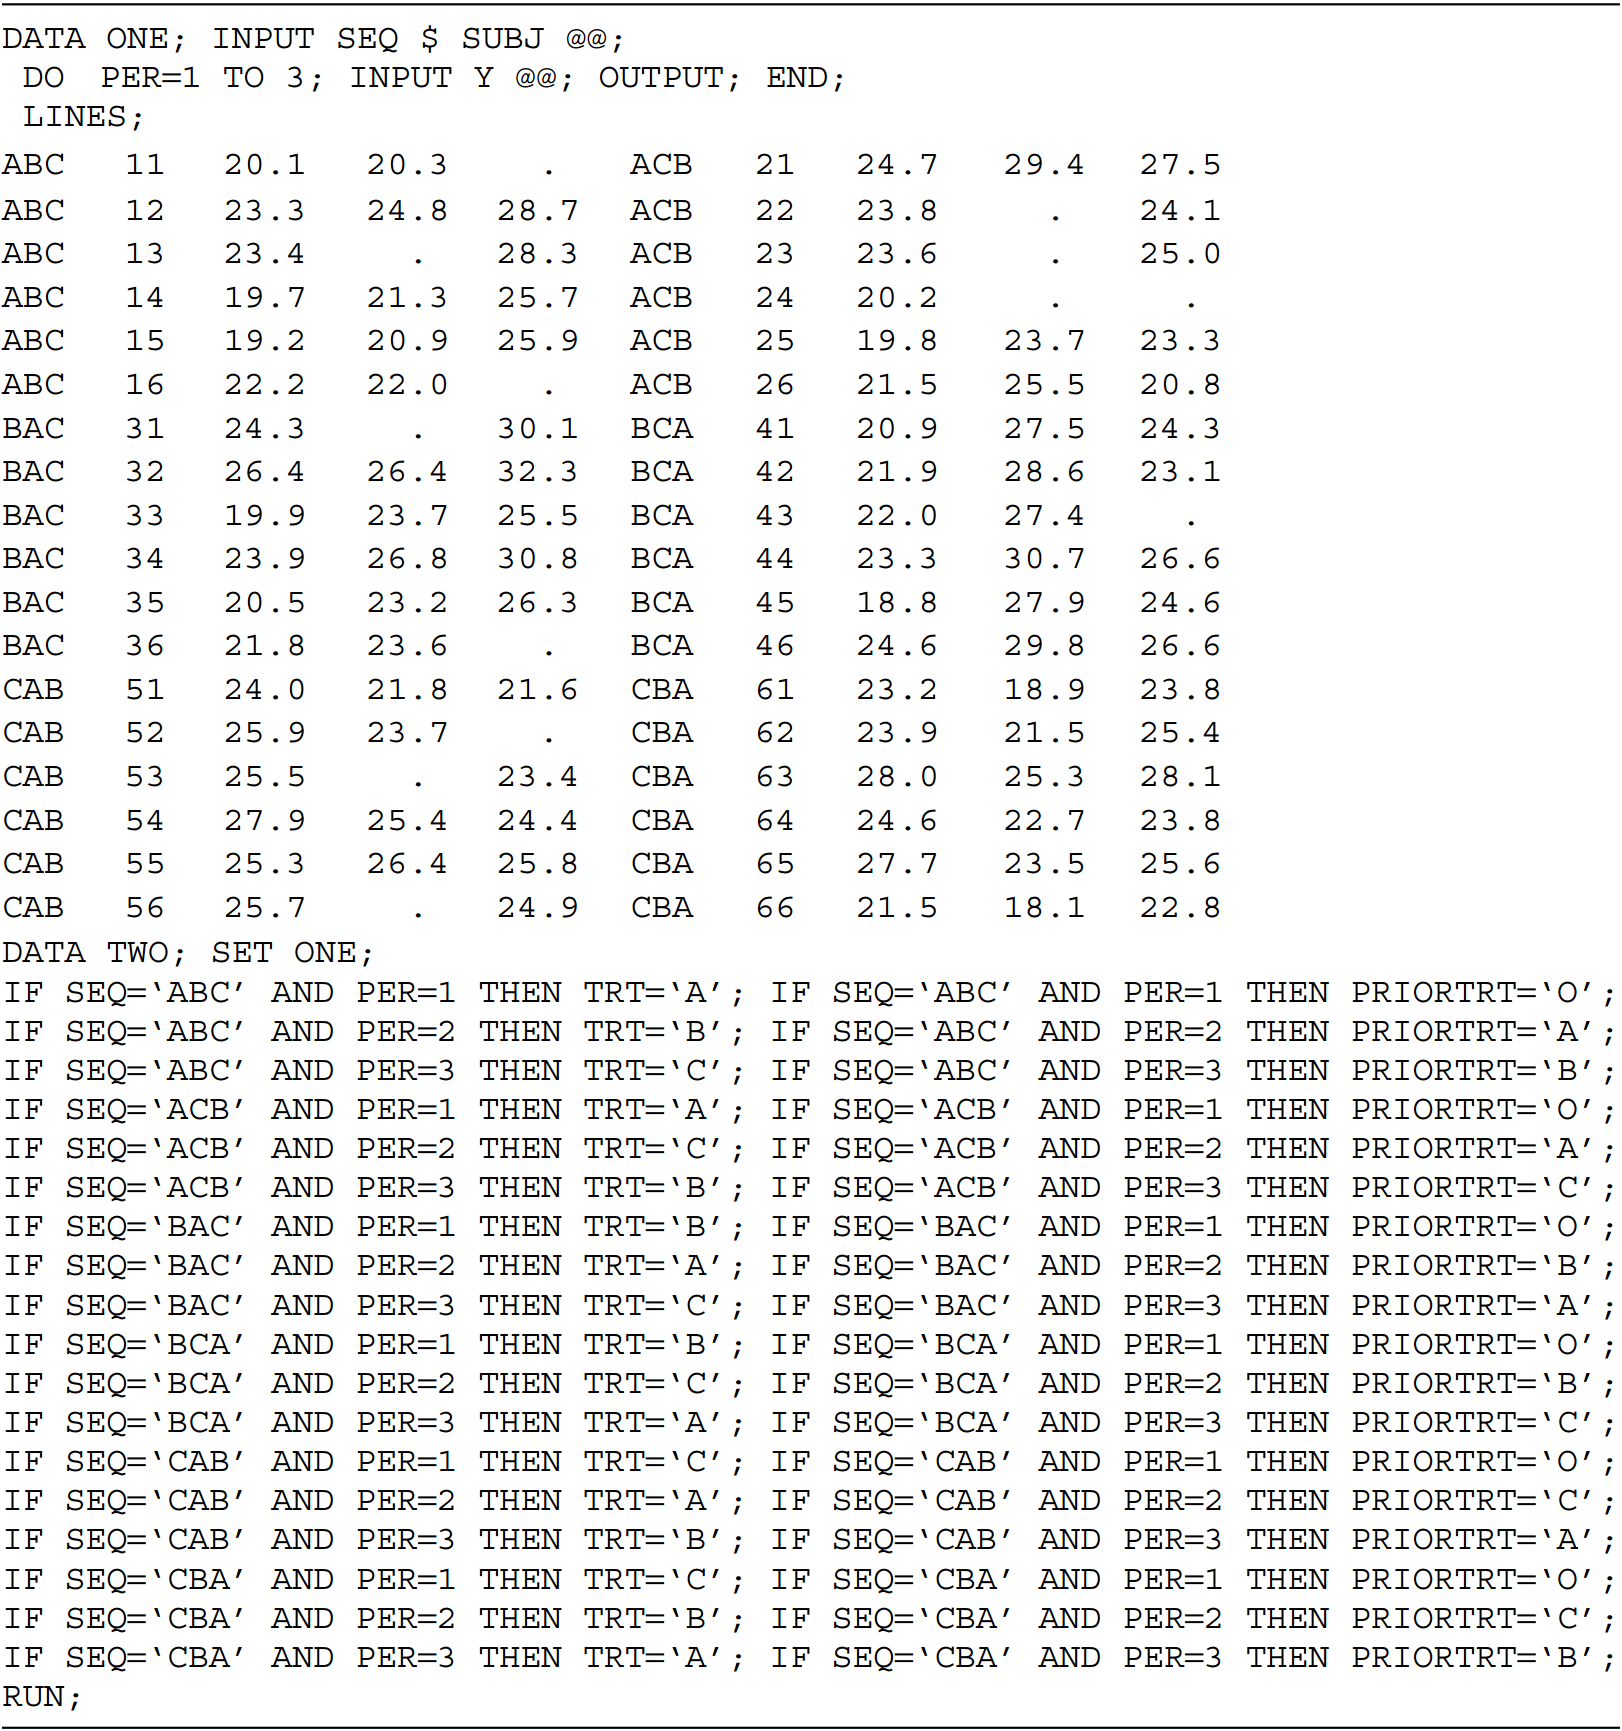 DATA ONE; INPUT SEQ $ SUBJ @@;
DO PER=1 TO 3; INPUT Y @@; OUTPUT; END;
LINES;
ABC 11 20.1 20.3 . ACB 21 24.7 29.4 27.5
ABC 12 23.3 24.8 28.7 ACB 22 23.8 . 24.1
ABC 13 23.4 . 28.3 ACB 23 23.6 . 25.0
ABC 14 19.7 21.3 25.7 ACB 24 20.2 . .
ABC 15 19.2 20.9 25.9 ACB 25 19.8 23.7 23.3
ABC 16 22.2 22.0 . ACB 26 21.5 25.5 20.8
BAC 31 24.3 . 30.1 BCA 41 20.9 27.5 24.3
BAC 32 26.4 26.4 32.3 BCA 42 21.9 28.6 23.1
BAC 33 19.9 23.7 25.5 BCA 43 22.0 27.4 .
BAC 34 23.9 26.8 30.8 BCA 44 23.3 30.7 26.6
BAC 35 20.5 23.2 26.3 BCA 45 18.8 27.9 24.6
BAC 36 21.8 23.6 . BCA 46 24.6 29.8 26.6
CAB 51 24.0 21.8 21.6 CBA 61 23.2 18.9 23.8
CAB 52 25.9 23.7 . CBA 62 23.9 21.5 25.4
CAB 53 25.5 . 23.4 CBA 63 28.0 25.3 28.1
CAB 54 27.9 25.4 24.4 CBA 64 24.6 22.7 23.8
CAB 55 25.3 26.4 25.8 CBA 65 27.7 23.5 25.6
CAB 56 25.7 . 24.9 CBA 66 21.5 18.1 22.8
DATA TWO; SET ONE;
IF SEQ=‘ABC’ AND PER=1 THEN TRT=‘A’; IF SEQ=‘ABC’ AND PER=1 THEN PRIORTRT=‘O’;
IF SEQ=‘ABC’ AND PER=2 THEN TRT=‘B’; IF SEQ=‘ABC’ AND PER=2 THEN PRIORTRT=‘A’;
IF SEQ=‘ABC’ AND PER=3 THEN TRT=‘C’; IF SEQ=‘ABC’ AND PER=3 THEN PRIORTRT=‘B’;
IF SEQ=‘ACB’ AND PER=1 THEN TRT=‘A’; IF SEQ=‘ACB’ AND PER=1 THEN PRIORTRT=‘O’;
IF SEQ=‘ACB’ AND PER=2 THEN TRT=‘C’; IF SEQ=‘ACB’ AND PER=2 THEN PRIORTRT=‘A’;
IF SEQ=‘ACB’ AND PER=3 THEN TRT=‘B’; IF SEQ=‘ACB’ AND PER=3 THEN PRIORTRT=‘C’;
IF SEQ=‘BAC’ AND PER=1 THEN TRT=‘B’; IF SEQ=‘BAC’ AND PER=1 THEN PRIORTRT=‘O’;
IF SEQ=‘BAC’ AND PER=2 THEN TRT=‘A’; IF SEQ=‘BAC’ AND PER=2 THEN PRIORTRT=‘B’;
IF SEQ=‘BAC’ AND PER=3 THEN TRT=‘C’; IF SEQ=‘BAC’ AND PER=3 THEN PRIORTRT=‘A’;
IF SEQ=‘BCA’ AND PER=1 THEN TRT=‘B’; IF SEQ=‘BCA’ AND PER=1 THEN PRIORTRT=‘O’;
IF SEQ=‘BCA’ AND PER=2 THEN TRT=‘C’; IF SEQ=‘BCA’ AND PER=2 THEN PRIORTRT=‘B’;
IF SEQ=‘BCA’ AND PER=3 THEN TRT=‘A’; IF SEQ=‘BCA’ AND PER=3 THEN PRIORTRT=‘C’;
IF SEQ=‘CAB’ AND PER=1 THEN TRT=‘C’; IF SEQ=‘CAB’ AND PER=1 THEN PRIORTRT=‘O’;
IF SEQ=‘CAB’ AND PER=2 THEN TRT=‘A’; IF SEQ=‘CAB’ AND PER=2 THEN PRIORTRT=‘C’;
IF SEQ=‘CAB’ AND PER=3 THEN TRT=‘B’; IF SEQ=‘CAB’ AND PER=3 THEN PRIORTRT=‘A’;
IF SEQ=‘CBA’ AND PER=1 THEN TRT=‘C’; IF SEQ=‘CBA’ AND PER=1 THEN PRIORTRT=‘O’;
IF SEQ=‘CBA’ AND PER=2 THEN TRT=‘B’; IF SEQ=‘CBA’ AND PER=2 THEN PRIORTRT=‘C’;
IF SEQ=‘CBA’ AND PER=3 THEN TRT=‘A’; IF SEQ=‘CBA’ AND PER=3 THEN PRIORTRT=‘B’;
RUN;